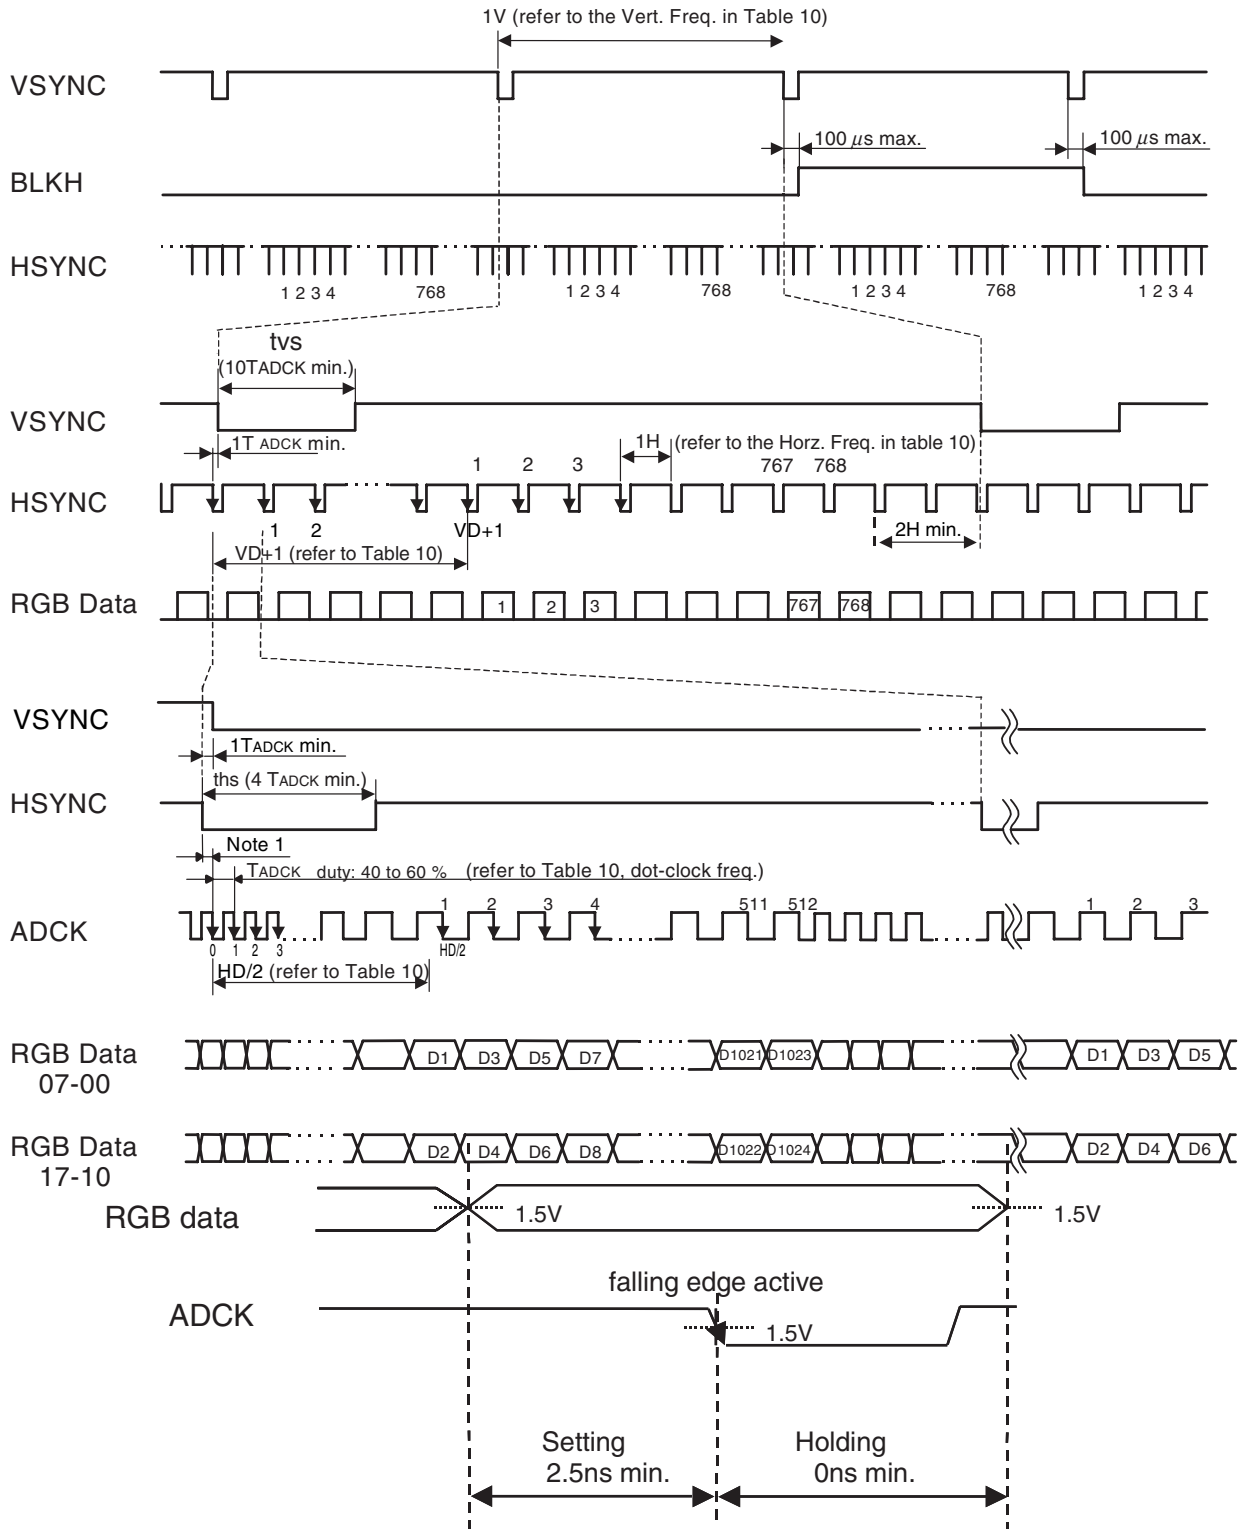 1V (refer to the Vert. Freq. in Table 10)
VSYNC
100 μs max.
100 μs max.
BLKH
HSYNC
1 2 3 4
768
1 2 3 4
768
1 2 3 4
768
1 2 3 4
tvs
(10TADCK min.)
VSYNC
1T ADCK min.
1H
(refer to the Horz. Freq. in table 10)
1
2
3
767
768
HSYNC
1
2
VD+1
2H min.
VD+1 (refer to Table 10)
RGB Data
1
2
3
767
768
VSYNC
1TADCK min.
ths (4 TADCK min.)
HSYNC
Note 1
TADCK duty: 40 to 60 % (refer to Table 10, dot-clock freq.)
1
2
3
4
511
512
1
2
3
ADCK
0
1
2
3
HD/2
HD/2 (refer to Table 10)
RGB Data
07-00
D1
D3
D5
D7
D1021
D1023
D1
D3
D5
RGB Data
17-10
D2
D4
D6
D8
D1022
D1024
D2
D4
D6
RGB data
1.5V
1.5V
falling edge active
ADCK
1.5V
Setting
2.5ns min.
Holding
0ns min.